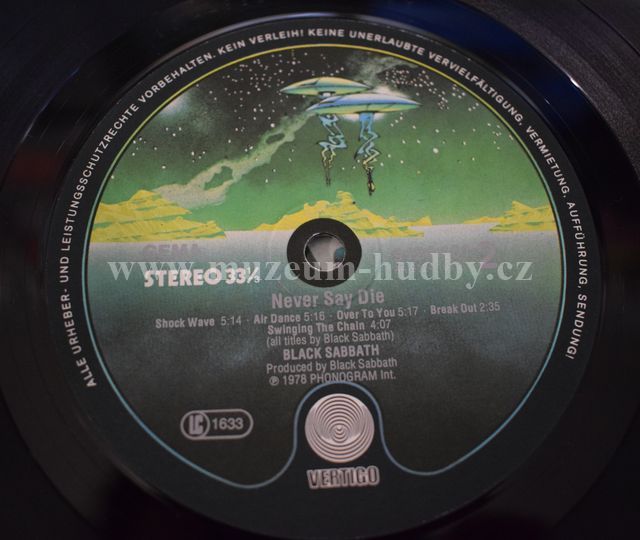 ALLE URHEBER- UND LEISTUNGSSCHUTZRECHTE VORBEHALTEN. KEIN VERLEIH! KEINE UNERLAUBTE VERVIELFÄLTIGUNG, VERMIETUNG, AUFFÜHRUNG, SENDUNG!
GEMA
2
www.muzeum-hudby.cz
STEREO 33⅓
Never Say Die
Shock Wave 5:14 · Air Dance 5:16 · Over To You 5:17 · Break Out 2:35
Swinging The Chain 4:07
(all titles by Black Sabbath)
BLACK SABBATH
Produced by Black Sabbath
℗ 1978 PHONOGRAM Int.
LC 1633
VERTIGO